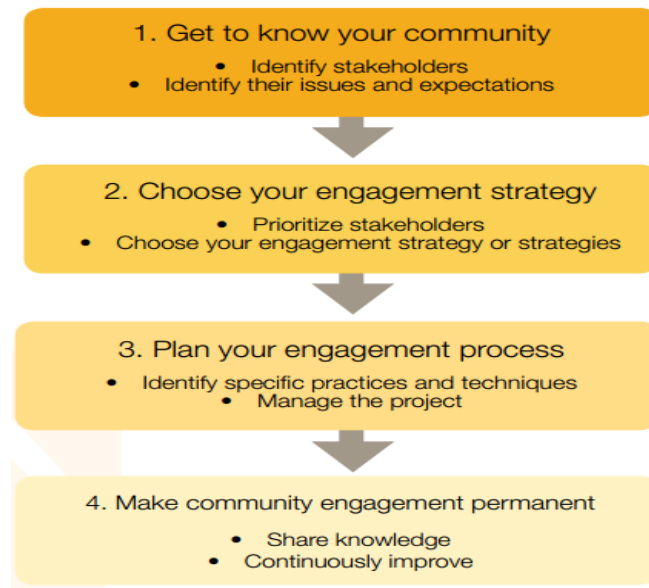 1. Get to know your community
• Identify stakeholders
• Identify their issues and expectations
2. Choose your engagement strategy
• Prioritize stakeholders
• Choose your engagement strategy or strategies
3. Plan your engagement process
• Identify specific practices and techniques
• Manage the project
4. Make community engagement permanent
• Share knowledge
• Continuously improve